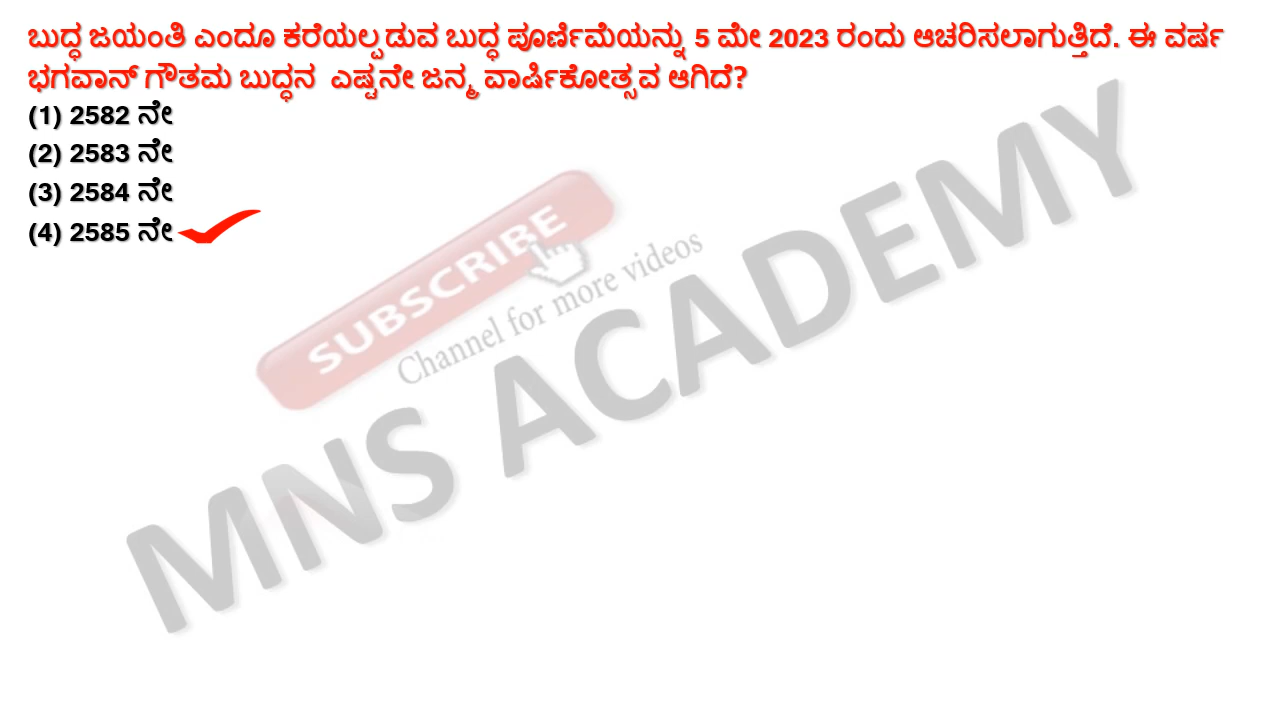 ಬುದ್ಧ ಜಯಂತಿ ಎಂದೂ ಕರೆಯಲ್ಪಡುವ ಬುದ್ಧ ಪೂರ್ಣಿಮೆಯನ್ನು 5 ಮೇ 2023 ರಂದು ಆಚರಿಸಲಾಗುತ್ತಿದೆ. ಈ ವರ್ಷ
ಭಗವಾನ್ ಗೌತಮ ಬುದ್ಧನ ಎಷ್ಟನೇ ಜನ್ಮ ವಾರ್ಷಿಕೋತ್ಸವ ಆಗಿದೆ?
(1) 2582 ನೇ
(2) 2583 ನೇ
(3) 2584 ನೇ
(4) 2585 ನೇ
SUBSCRIBE
Channel for more videos
MNS ACADEMY